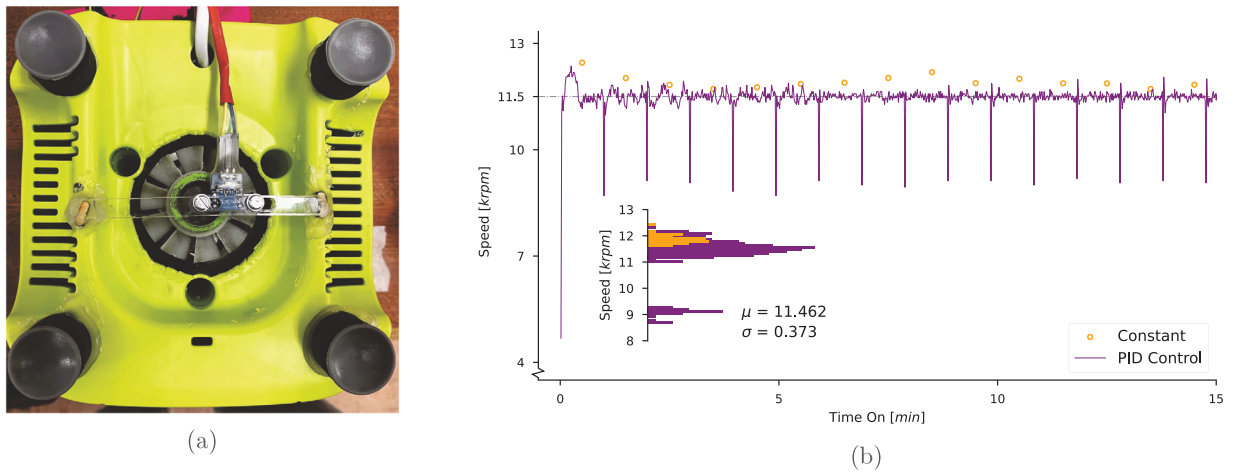 (a)
13
11.5
10
7
4
Speed [krpm]
13
12
11
10
9
8
Speed [krpm]
μ = 11.462
σ = 0.373
Constant
PID Control
0
5
10
15
Time On [min]
(b)